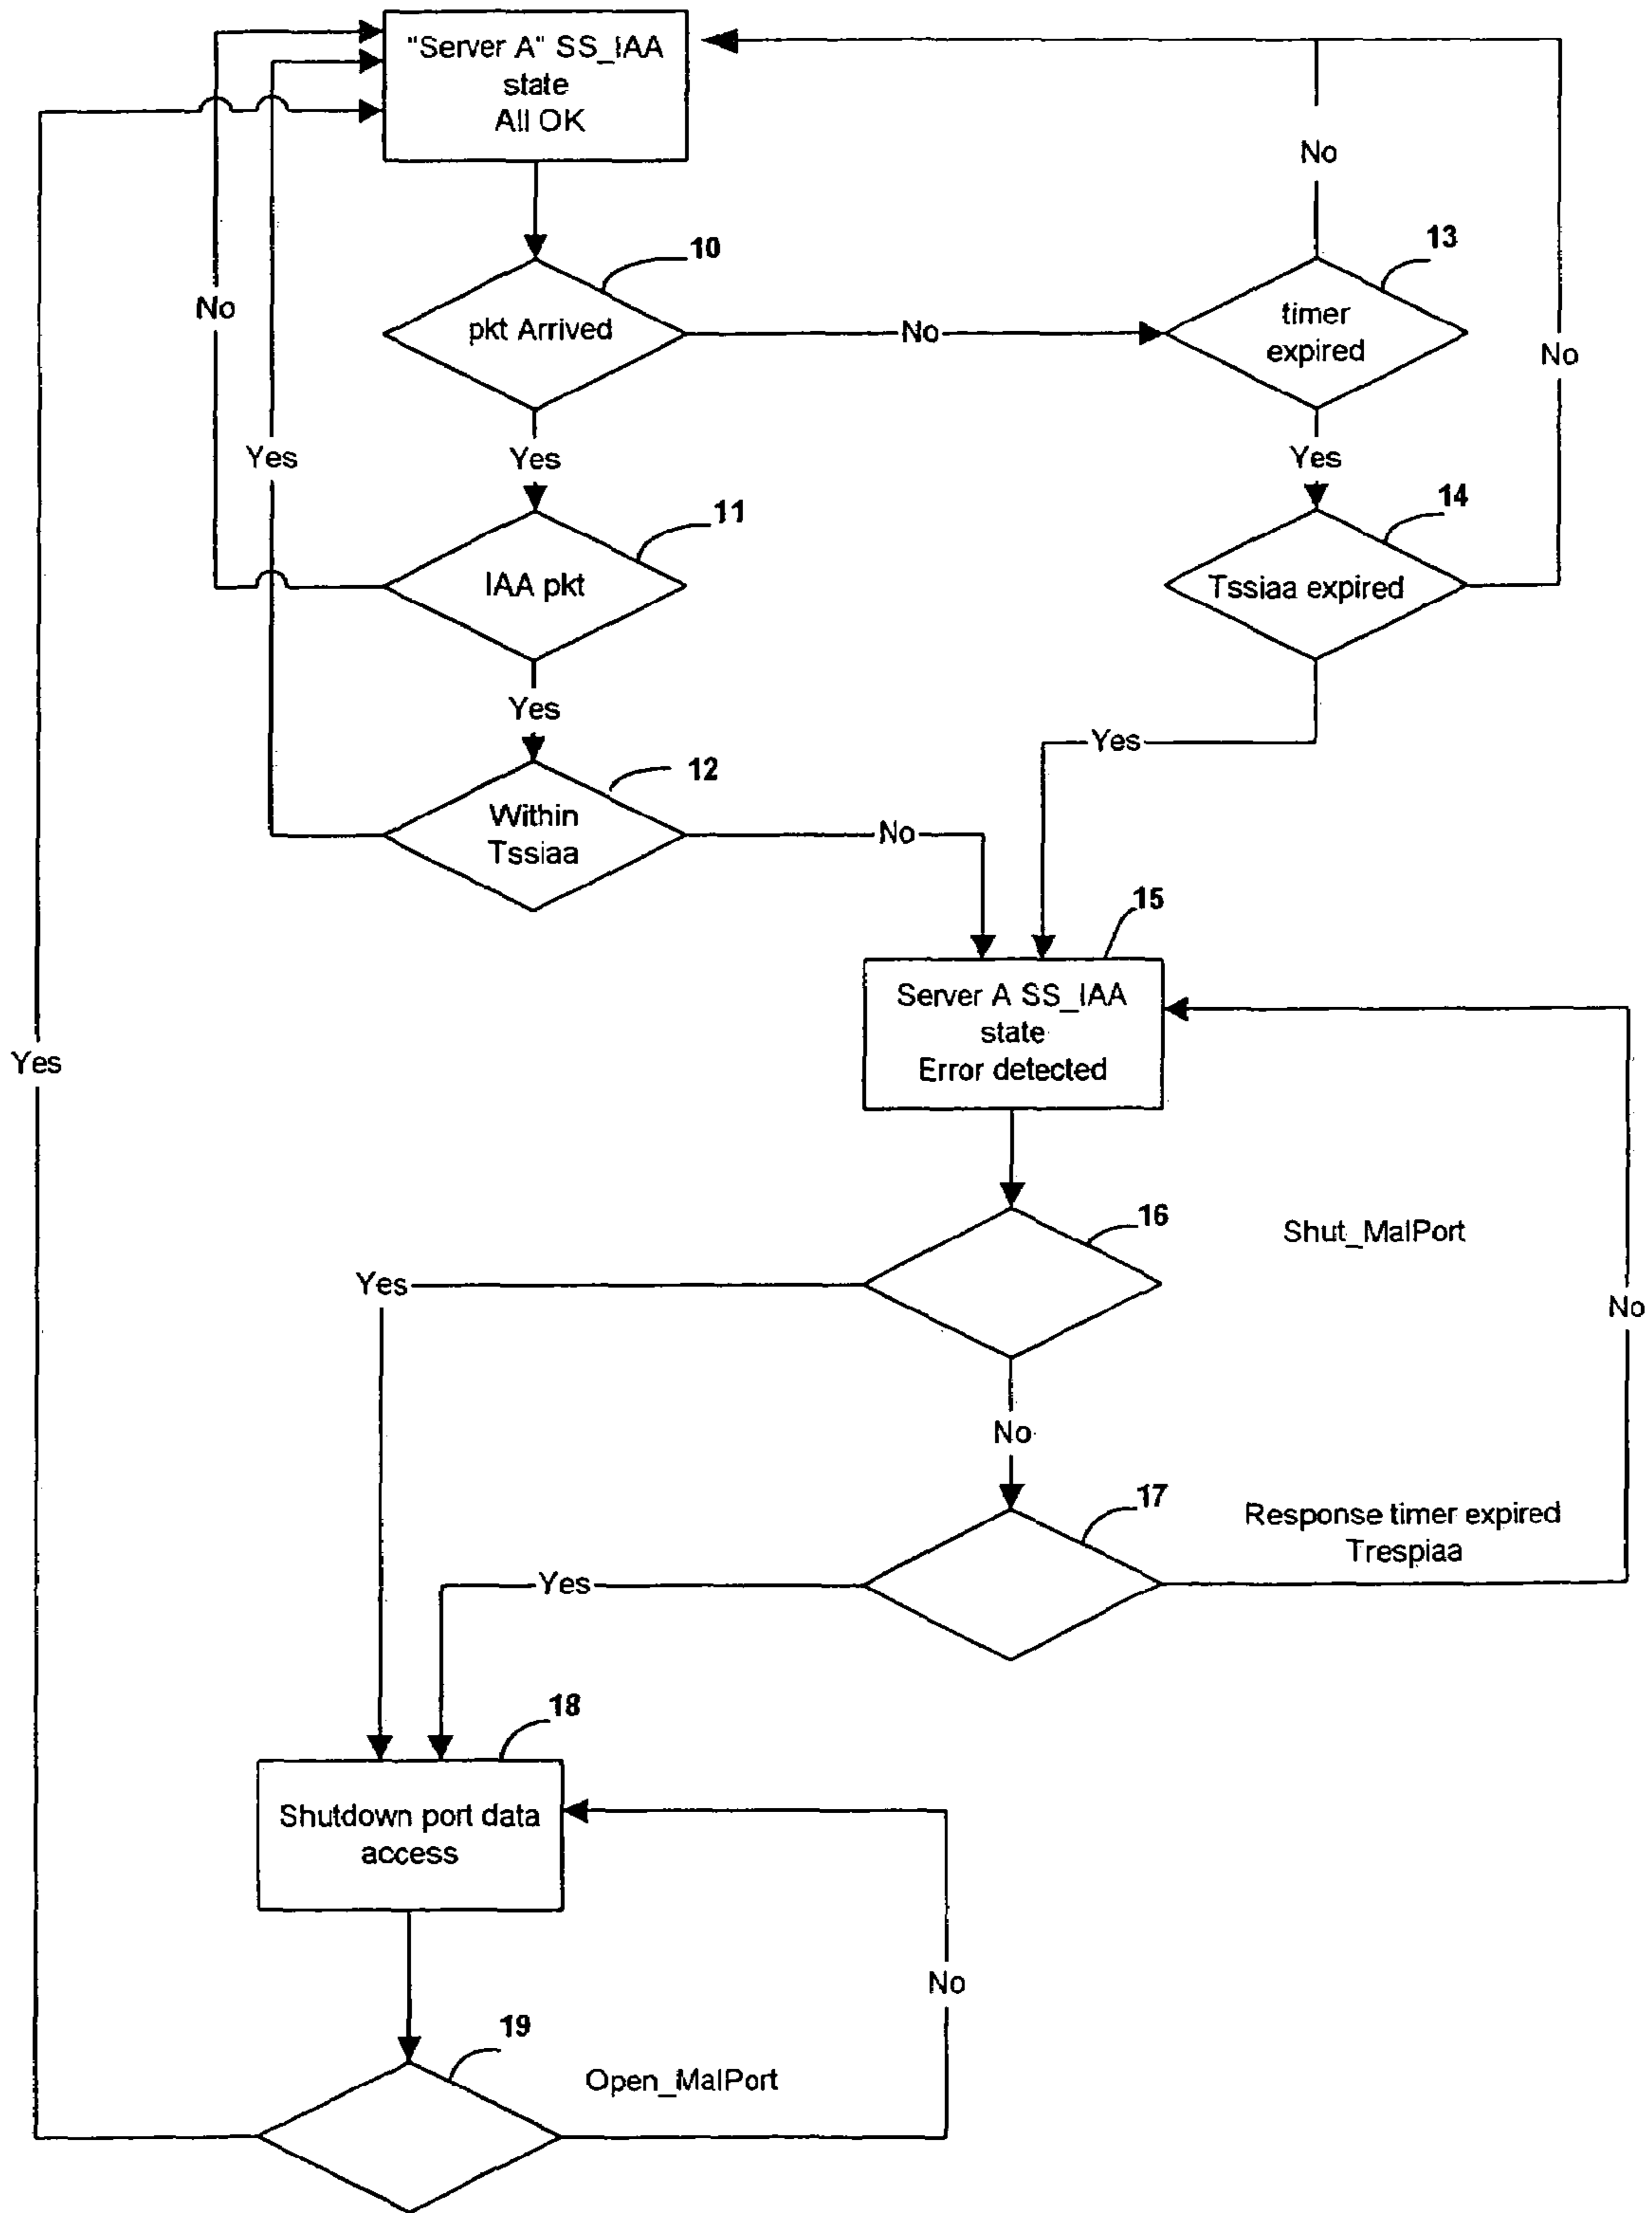 "Server A" SS_IAA
state
All OK
No
10
13
No
pkt Arrived
No
timer
expired
No
Yes
Yes
Yes
11
14
IAA pkt
Tssiaa expired
Yes
Yes
12
Within
Tssiaa
No
15
Server A SS_IAA
state
Error detected
Yes
16
Shut_MalPort
Yes
No
No
17
Response timer expired
Trespiaa
Yes
18
Shutdown port data
access
No
19
Open_MalPort